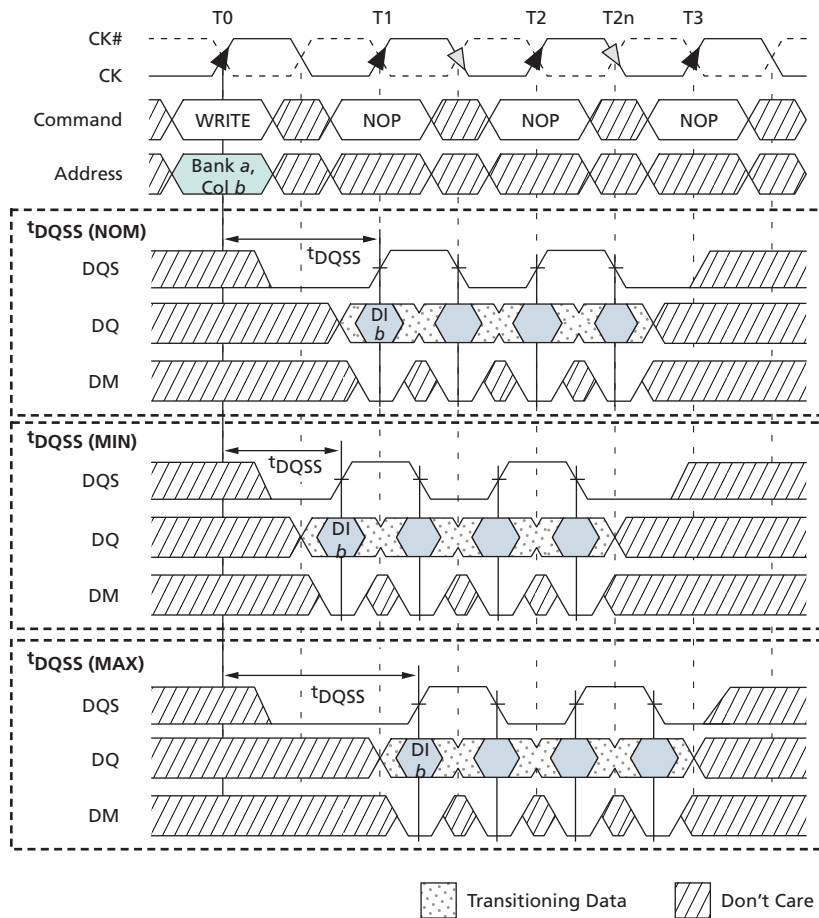 T0 T1 T2 T2n T3
CK#
CK
Command WRITE NOP NOP NOP
Address Bank a,
Col b
tDQSS (NOM)
tDQSS
DQS
DQ DI
b
DM
tDQSS (MIN)
tDQSS
DQS
DQ DI
b
DM
tDQSS (MAX)
tDQSS
DQS
DQ DI
b
DM
Transitioning Data Don't Care